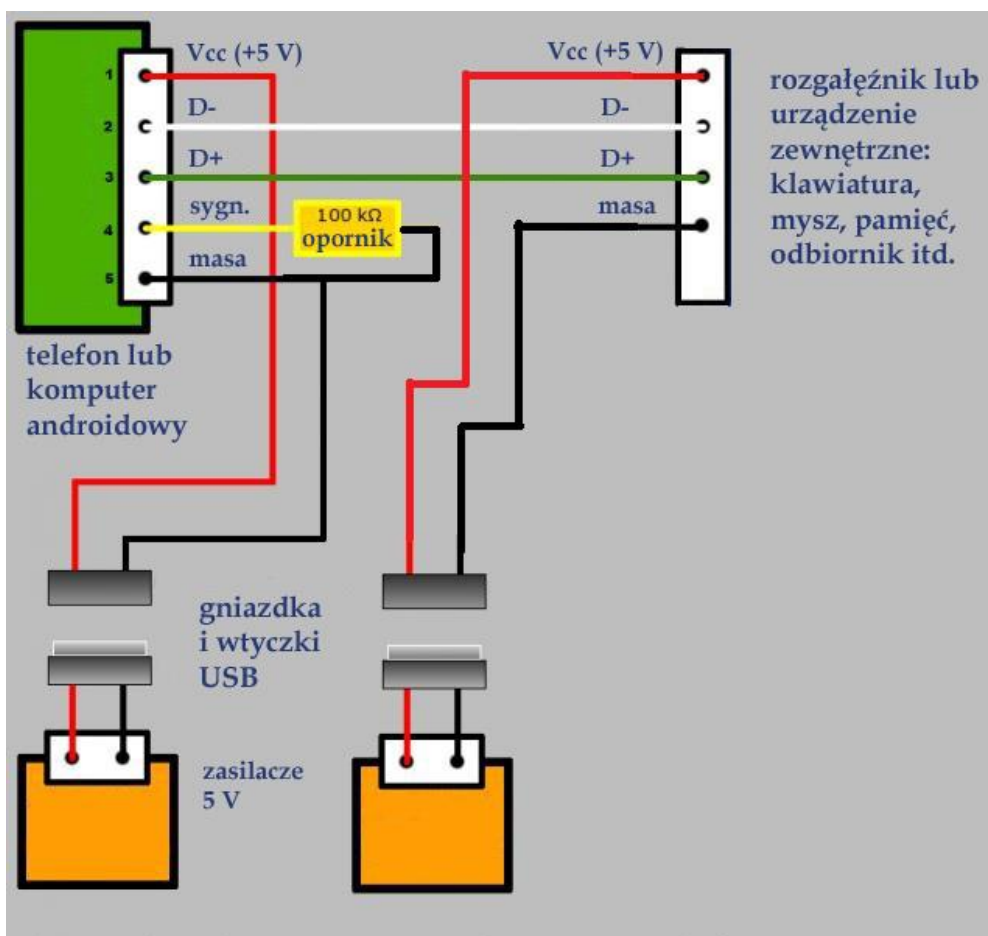 Vcc (+5 V)
1
D-
2
D+
3
sygn.
4
100 kΩ
opornik
masa
5
telefon lub
komputer
androidowy
Vcc (+5 V)
D-
D+
masa
rozgałęźnik lub
urządzenie
zewnętrzne:
klawiatura,
mysz, pamięć,
odbiornik itd.
gniazdka
i wtyczki
USB
zasilacze
5 V